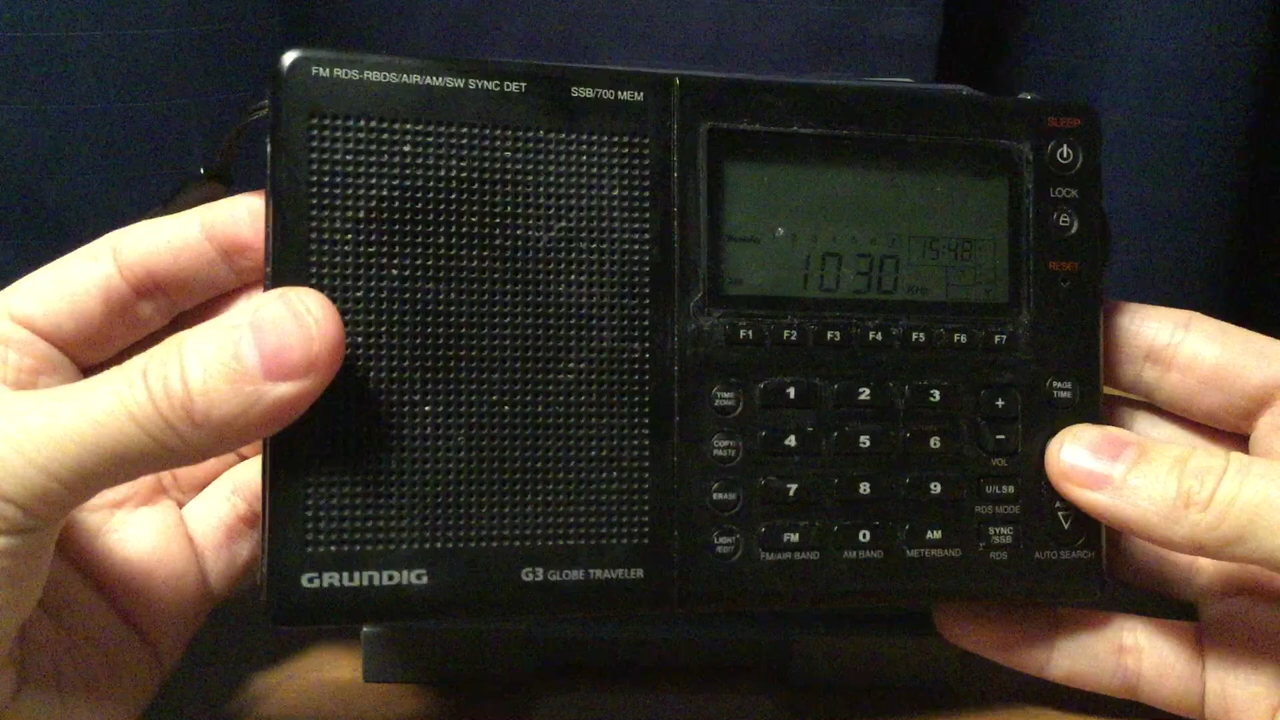 FM RDS-RBDS/AIR/AM/SW SYNC DET SSB/700 MEM
SLEEP
LOCK
RESET
15:48
1030
F1 F2 F3 F4 F5 F6 F7
TIME ZONE
1 2 3 +
PAGE TIME
COPY/PASTE
4 5 6 -
VOL
ERASE
7 8 9 U/LSB
RDS MODE
LIGHT/EDIT
FM 0 AM SYNC/SSB
FM/AIR BAND AM BAND METERBAND RDS AUTO SEARCH
GRUNDIG G3 GLOBE TRAVELER